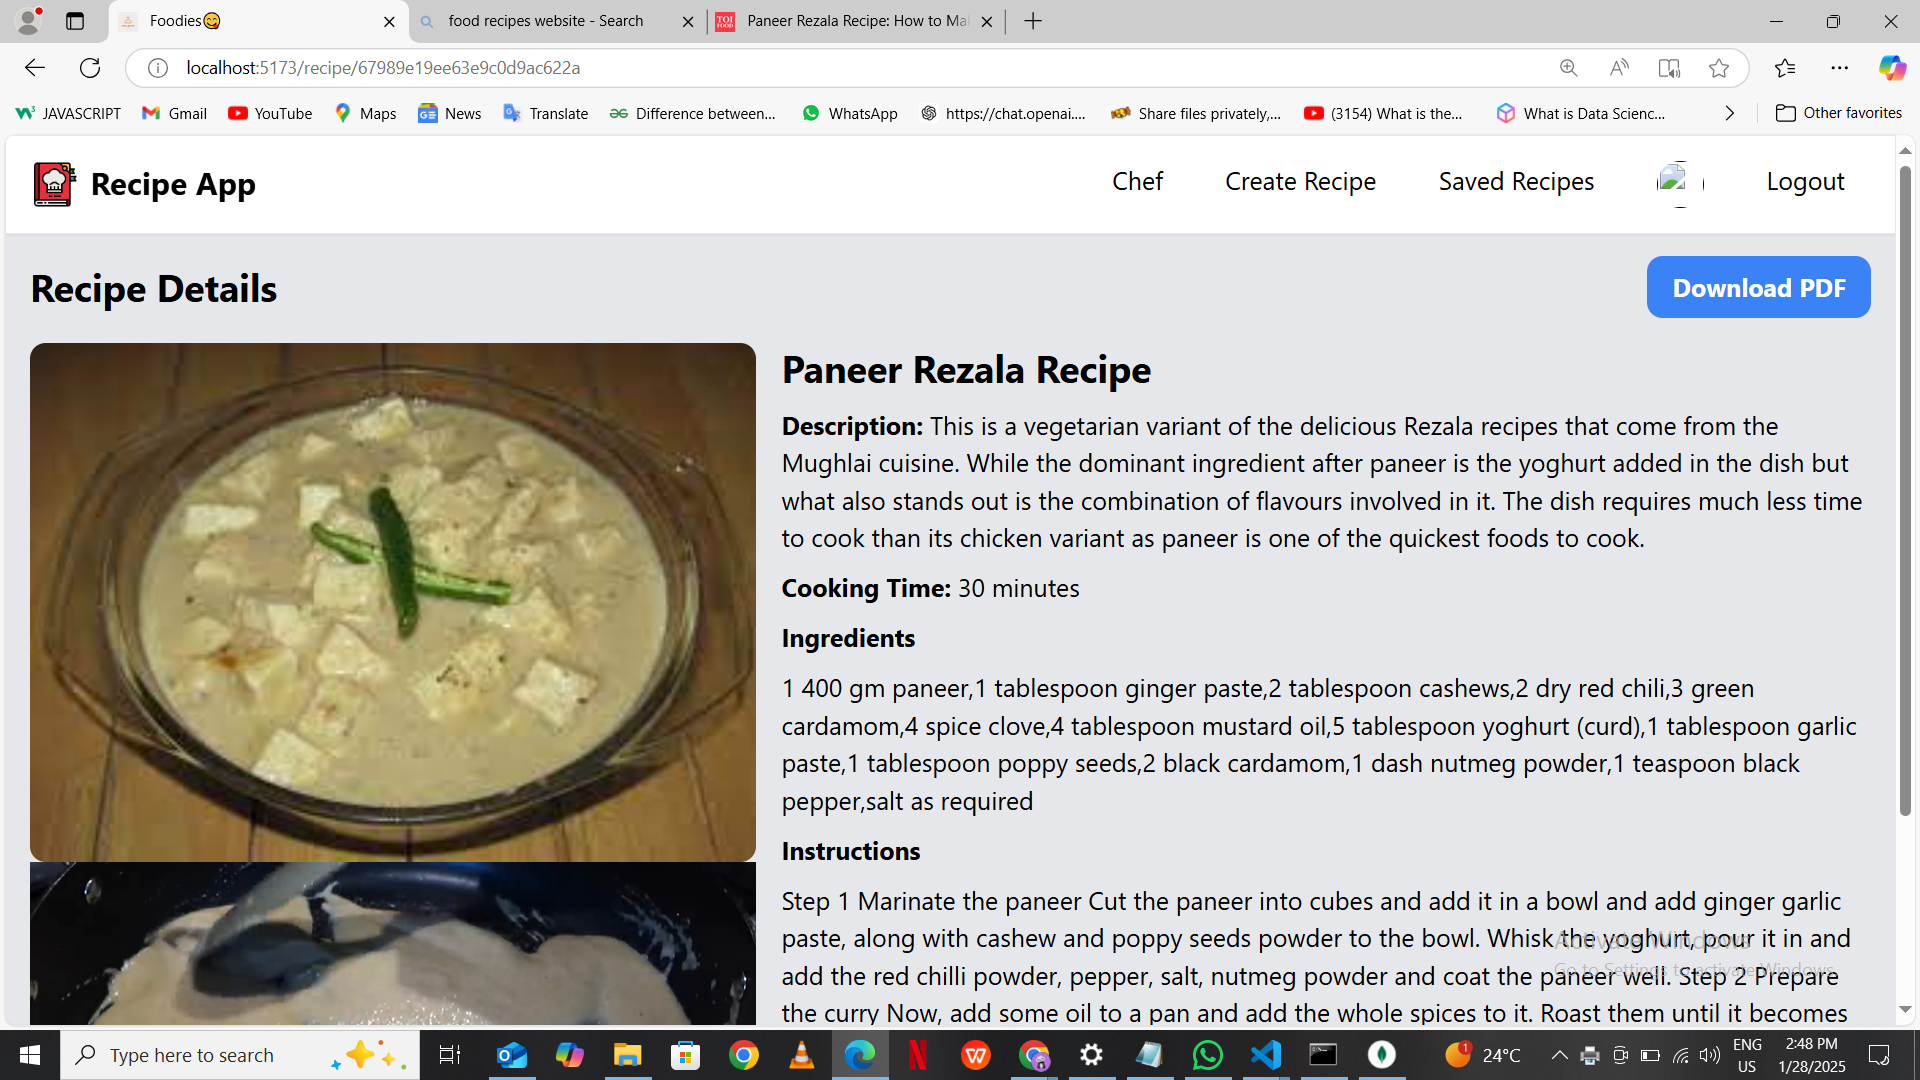 Foodies😋
food recipes website - Search
TOI FOOD
Paneer Rezala Recipe: How to Ma
localhost:5173/recipe/67989e19ee63e9c0d9ac622a
JAVASCRIPT
Gmail
YouTube
Maps
News
Translate
Difference between...
WhatsApp
https://chat.openai....
Share files privately,...
(3154) What is the...
What is Data Scienc...
Other favorites
Recipe App
Chef
Create Recipe
Saved Recipes
Logout
Recipe Details
Download PDF
Paneer Rezala Recipe
Description: This is a vegetarian variant of the delicious Rezala recipes that come from the
Mughlai cuisine. While the dominant ingredient after paneer is the yoghurt added in the dish but
what also stands out is the combination of flavours involved in it. The dish requires much less time
to cook than its chicken variant as paneer is one of the quickest foods to cook.
Cooking Time: 30 minutes
Ingredients
1 400 gm paneer,1 tablespoon ginger paste,2 tablespoon cashews,2 dry red chili,3 green
cardamom,4 spice clove,4 tablespoon mustard oil,5 tablespoon yoghurt (curd),1 tablespoon garlic
paste,1 tablespoon poppy seeds,2 black cardamom,1 dash nutmeg powder,1 teaspoon black
pepper,salt as required
Instructions
Step 1 Marinate the paneer Cut the paneer into cubes and add it in a bowl and add ginger garlic
paste, along with cashew and poppy seeds powder to the bowl. Whisk the yoghurt, pour it in and
add the red chilli powder, pepper, salt, nutmeg powder and coat the paneer well. Step 2 Prepare
the curry Now, add some oil to a pan and add the whole spices to it. Roast them until it becomes
Activate Windows
Go to Settings to activate Windows.
Type here to search
1
24°C
ENG
US
2:48 PM
1/28/2025